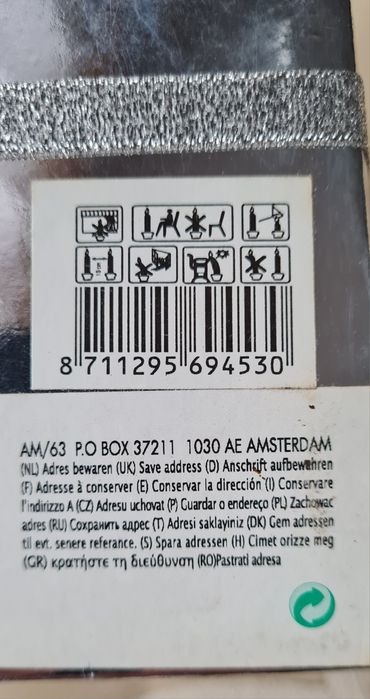 8 711295 694530
AM/63 P.O BOX 37211 1030 AE AMSTERDAM
(NL) Adres bewaren (UK) Save address (D) Anschrift aufbewahren
(F) Adresse à conserver (E) Conservar la dirección (I) Conservare
l'indirizzo A (CZ) Adresu uchovat (P) Guardar o endereço (PL) Zachowac
adres (RU) Сохранить адрес (T) Adresi saklayiniz (DK) Gem adressen
til evt. senere referance. (S) Spara adressen (H) Cimet orizze meg
(GR) κρατήστε τη διεύθυνση (RO)Pastrati adresa